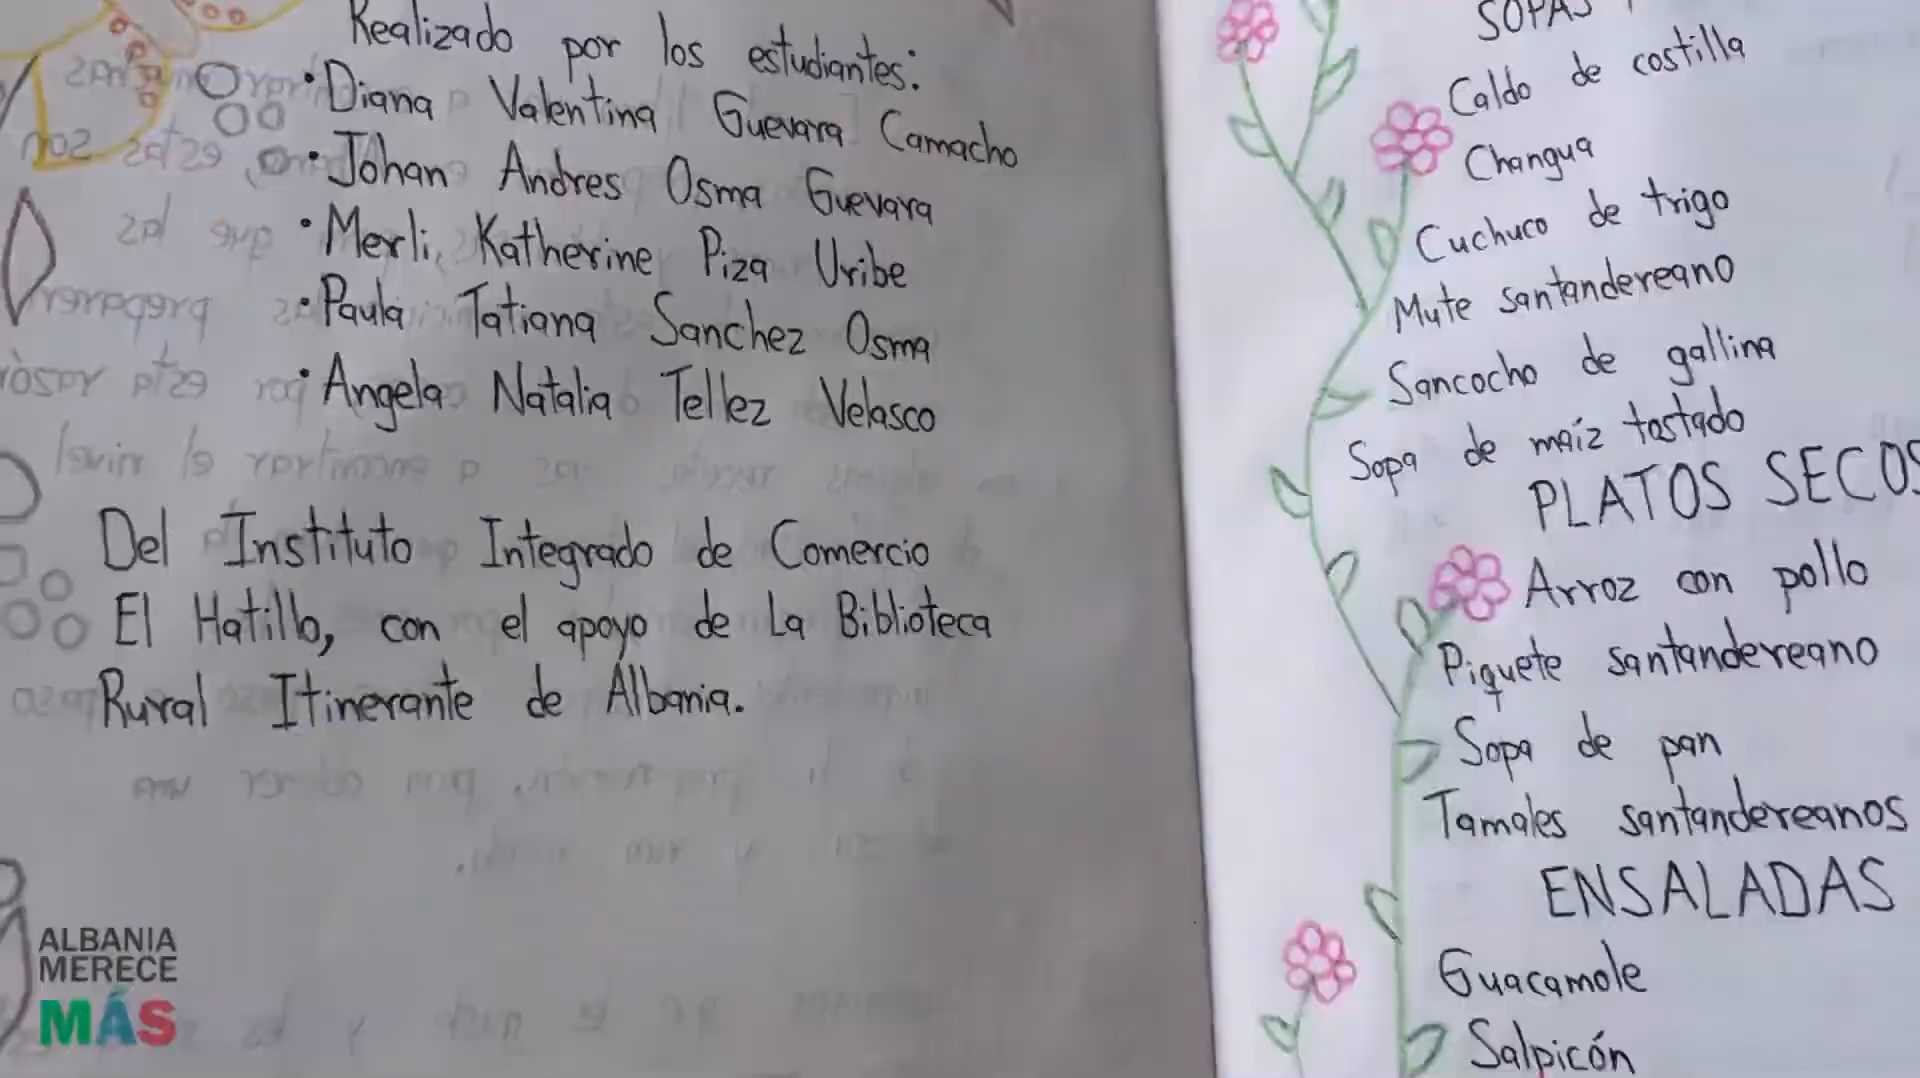 Realizado por los estudiantes:
• Diana Valentina Guevara Camacho
• Johan Andres Osma Guevara
• Merli Katherine Piza Uribe
• Paula Tatiana Sanchez Osma
• Angela Natalia Tellez Velasco
Del Instituto Integrado de Comercio
El Hatillo, con el apoyo de La Biblioteca
Rural Itinerante de Albania.
ALBANIA
MERECE
MÁS
SOPAS
Caldo de costilla
Changua
Cuchuco de trigo
Mute santandereano
Sancocho de gallina
Sopa de maíz tostado
PLATOS SECOS
Arroz con pollo
Piquete santandereano
Sopa de pan
Tamales santandereanos
ENSALADAS
Guacamole
Salpicón